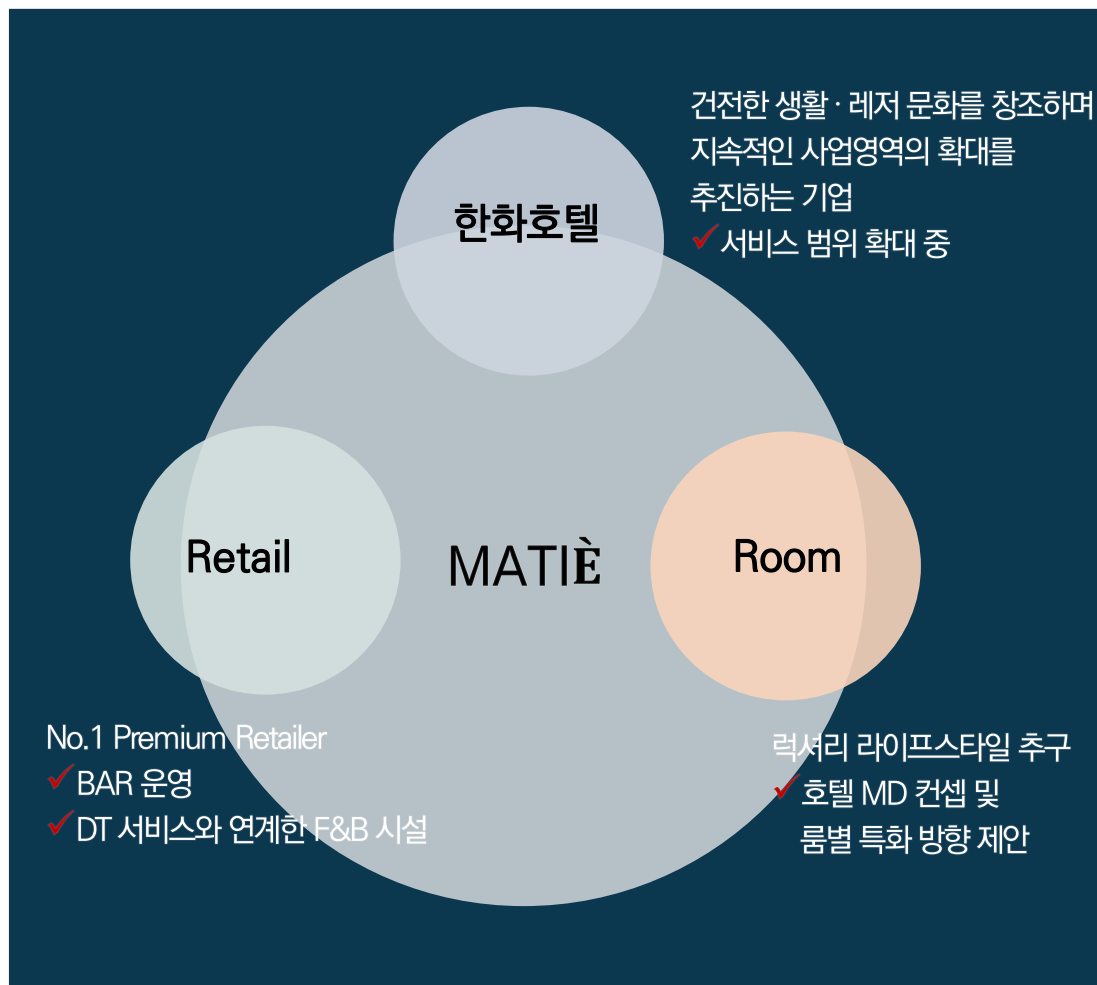 건전한 생활 · 레저 문화를 창조하며
지속적인 사업영역의 확대를
추진하는 기업
✓서비스 범위 확대 중
한화호텔
Retail
MATIÈ
Room
No.1 Premium Retailer
✓BAR 운영
✓DT 서비스와 연계한 F&B 시설
럭셔리 라이프스타일 추구
✓호텔 MD 컨셉 및
룸별 특화 방향 제안